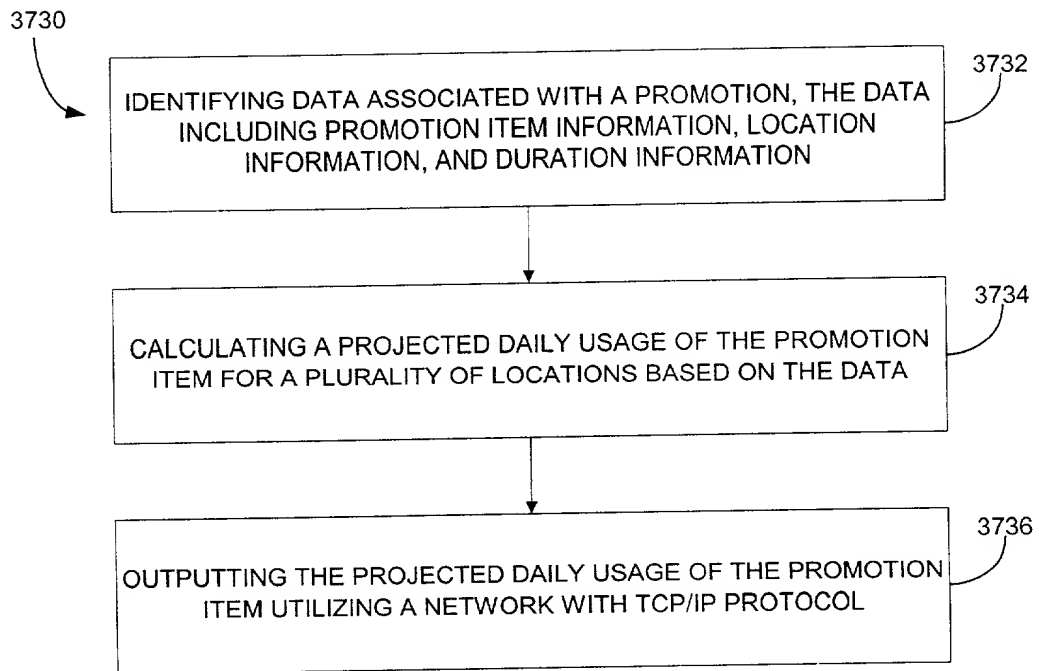 3730
3732
IDENTIFYING DATA ASSOCIATED WITH A PROMOTION, THE DATA
INCLUDING PROMOTION ITEM INFORMATION, LOCATION
INFORMATION, AND DURATION INFORMATION
3734
CALCULATING A PROJECTED DAILY USAGE OF THE PROMOTION
ITEM FOR A PLURALITY OF LOCATIONS BASED ON THE DATA
3736
OUTPUTTING THE PROJECTED DAILY USAGE OF THE PROMOTION
ITEM UTILIZING A NETWORK WITH TCP/IP PROTOCOL